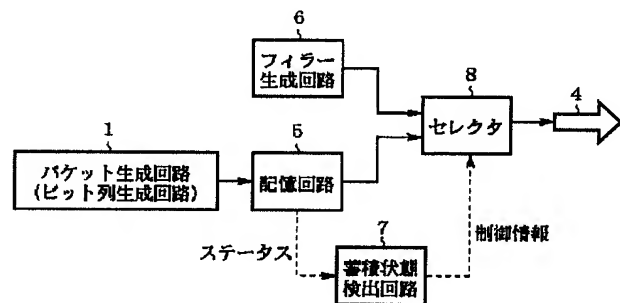 6
フィラー
生成回路
8
セレクタ
4
1
パケット生成回路
(ビット列生成回路)
5
記憶回路
ステータス
7
蓄積状態
検出回路
制御情報